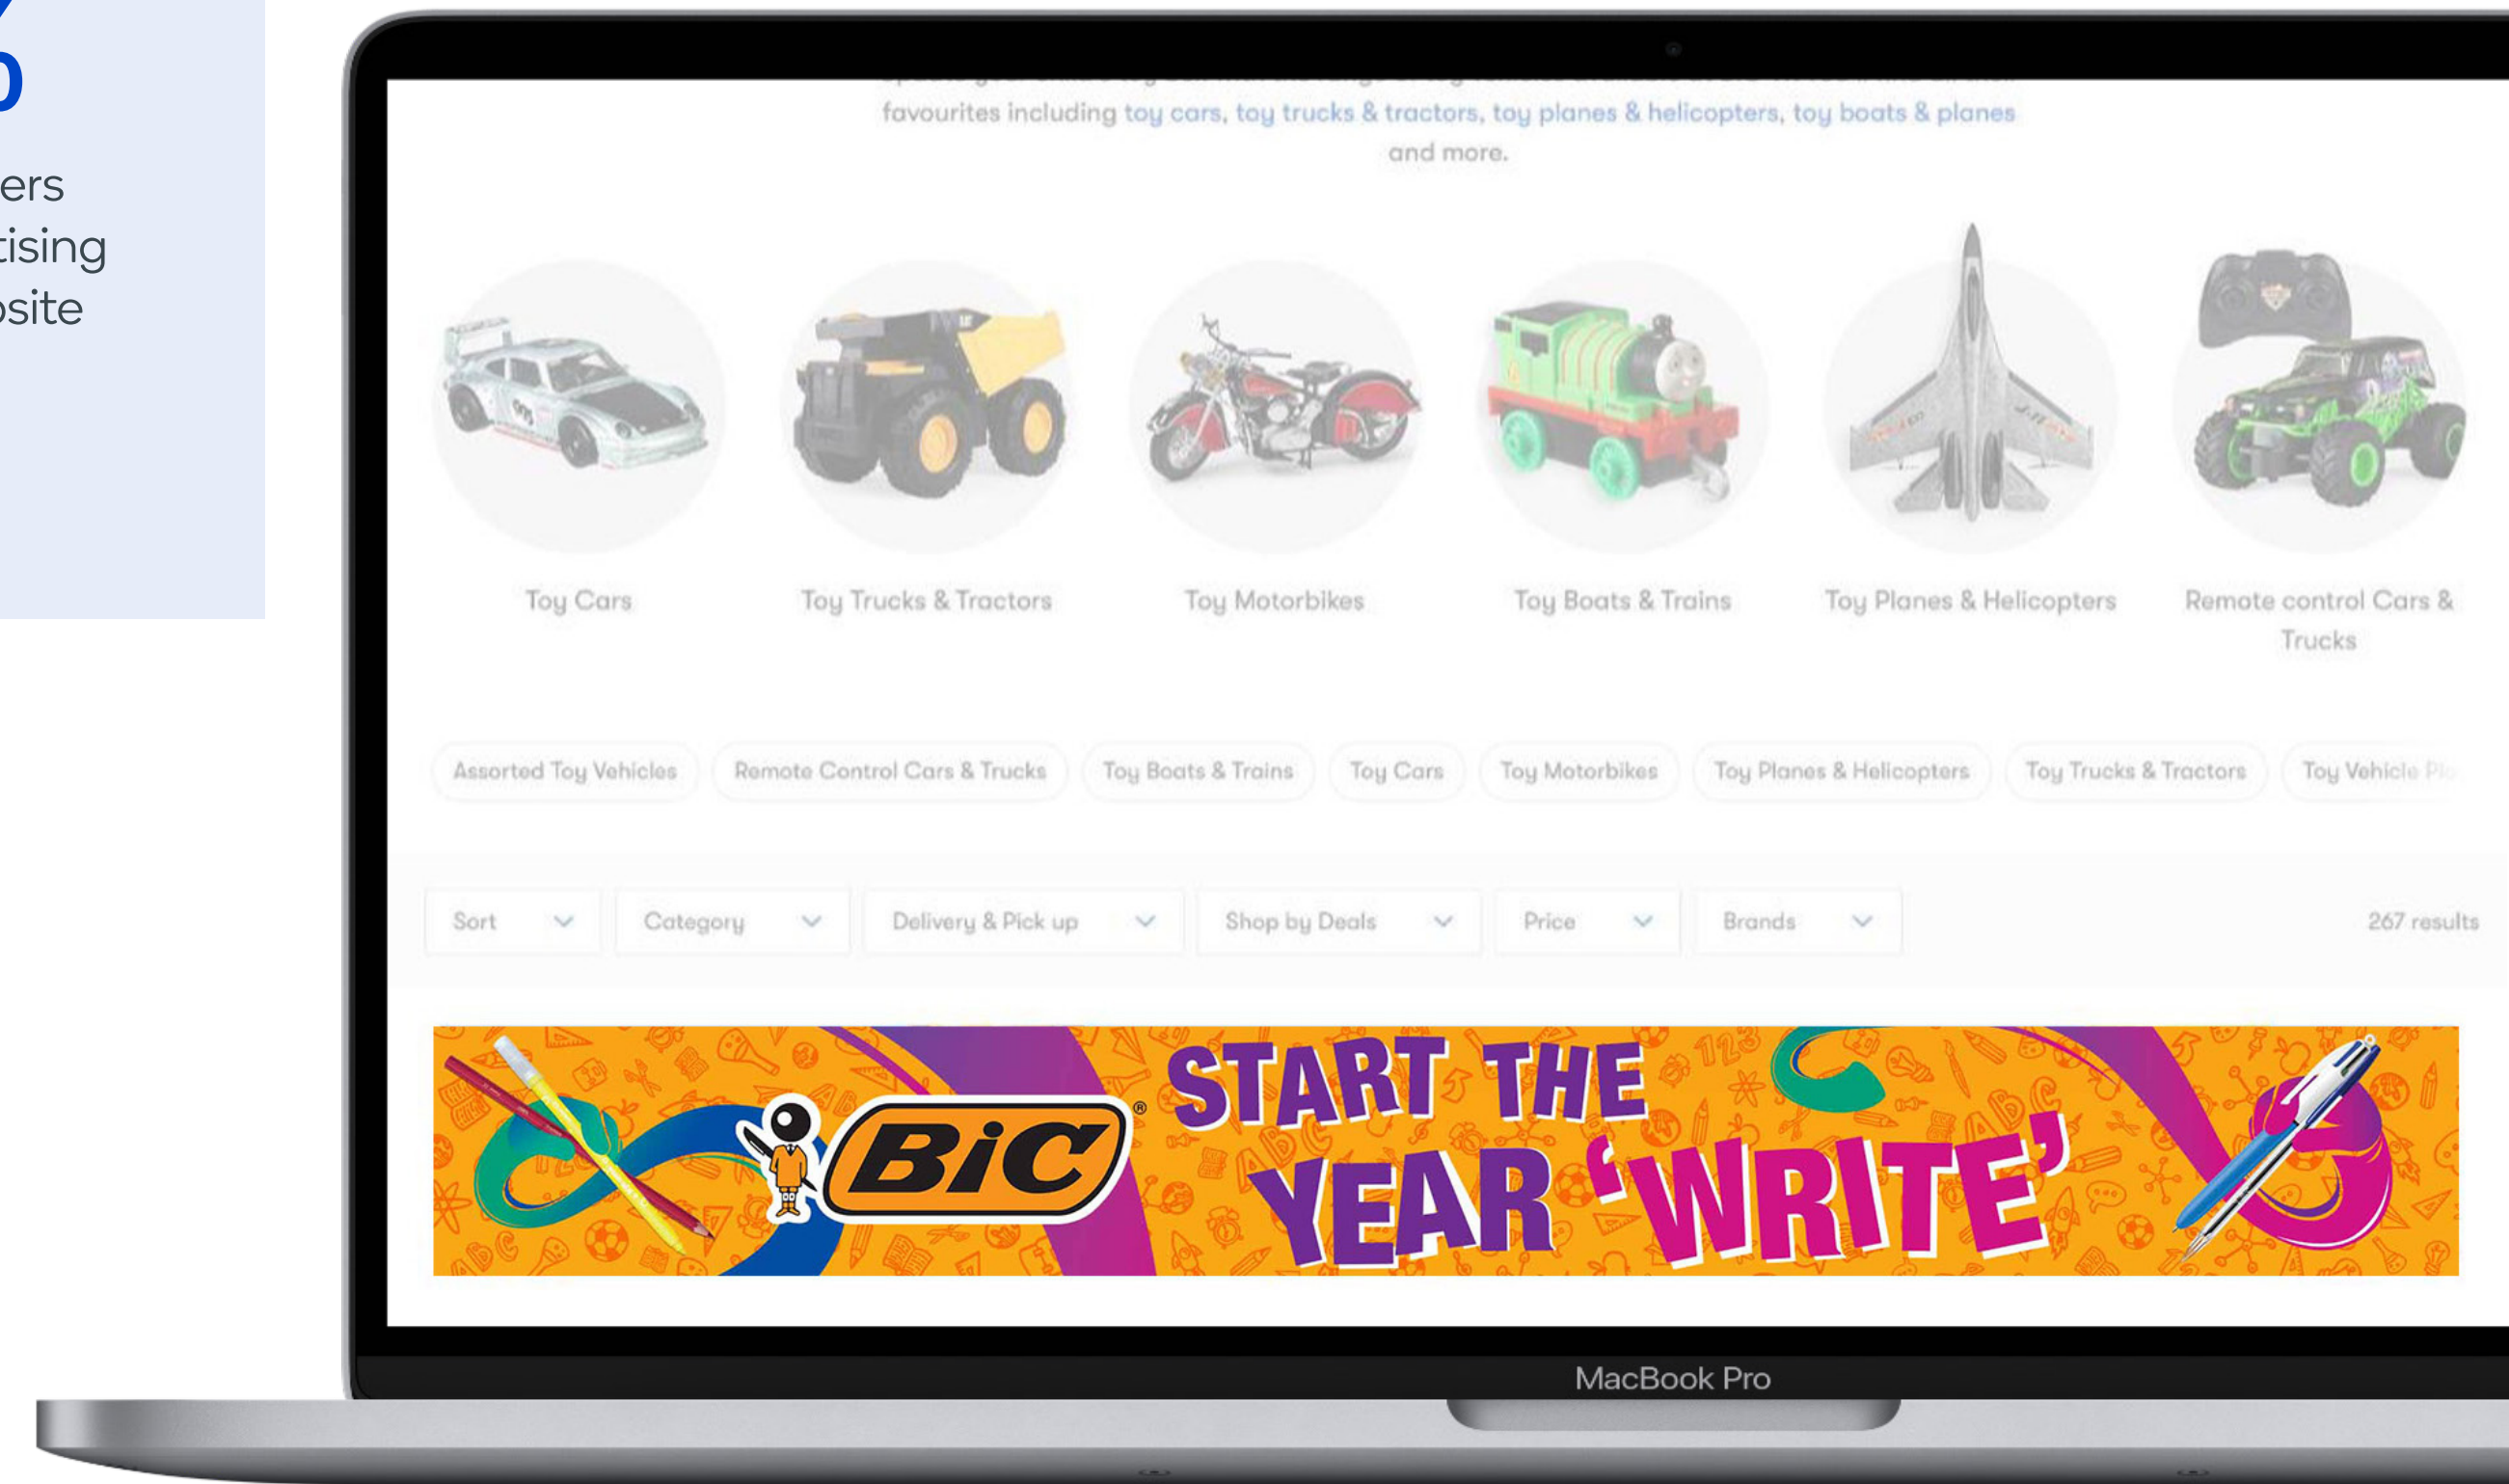 %
ers
tising
osite
favourites including toy cars, toy trucks & tractors, toy planes & helicopters, toy boats & planes
and more.
Toy Cars
Toy Trucks & Tractors
Toy Motorbikes
Toy Boats & Trains
Toy Planes & Helicopters
Remote control Cars &
Trucks
Assorted Toy Vehicles
Remote Control Cars & Trucks
Toy Boats & Trains
Toy Cars
Toy Motorbikes
Toy Planes & Helicopters
Toy Trucks & Tractors
Toy Vehicle
Sort
Category
Delivery & Pick up
Shop by Deals
Price
Brands
267 results
BiC®
START THE
YEAR 'WRITE'
MacBook Pro